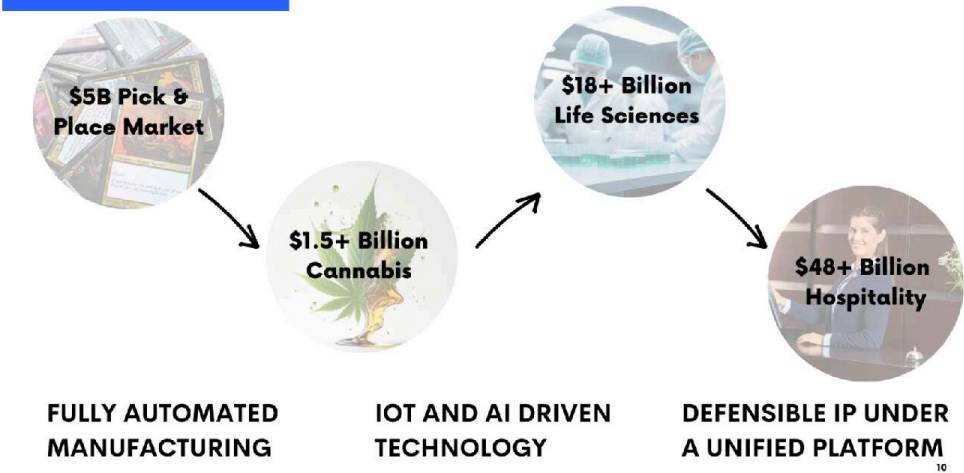 $5B Pick &
Place Market
$18+ Billion
Life Sciences
$1.5+ Billion
Cannabis
$48+ Billion
Hospitality
FULLY AUTOMATED
MANUFACTURING
IOT AND AI DRIVEN
TECHNOLOGY
DEFENSIBLE IP UNDER
A UNIFIED PLATFORM
10